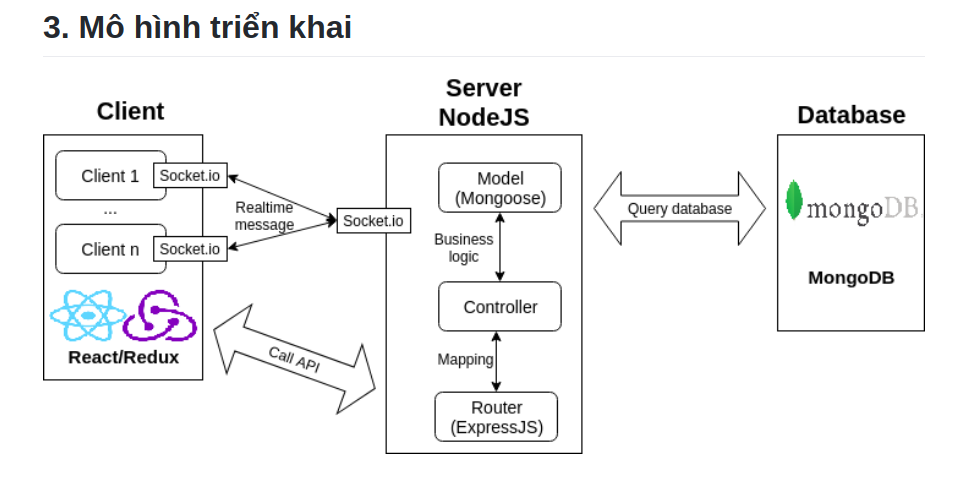 3. Mô hình triển khai
Client
Client 1
Socket.io
...
Client n
Socket.io
React/Redux
Realtime
message
Call API
Server
NodeJS
Socket.io
Model
(Mongoose)
Business
logic
Controller
Mapping
Router
(ExpressJS)
Query database
Database
mongoDB.
MongoDB